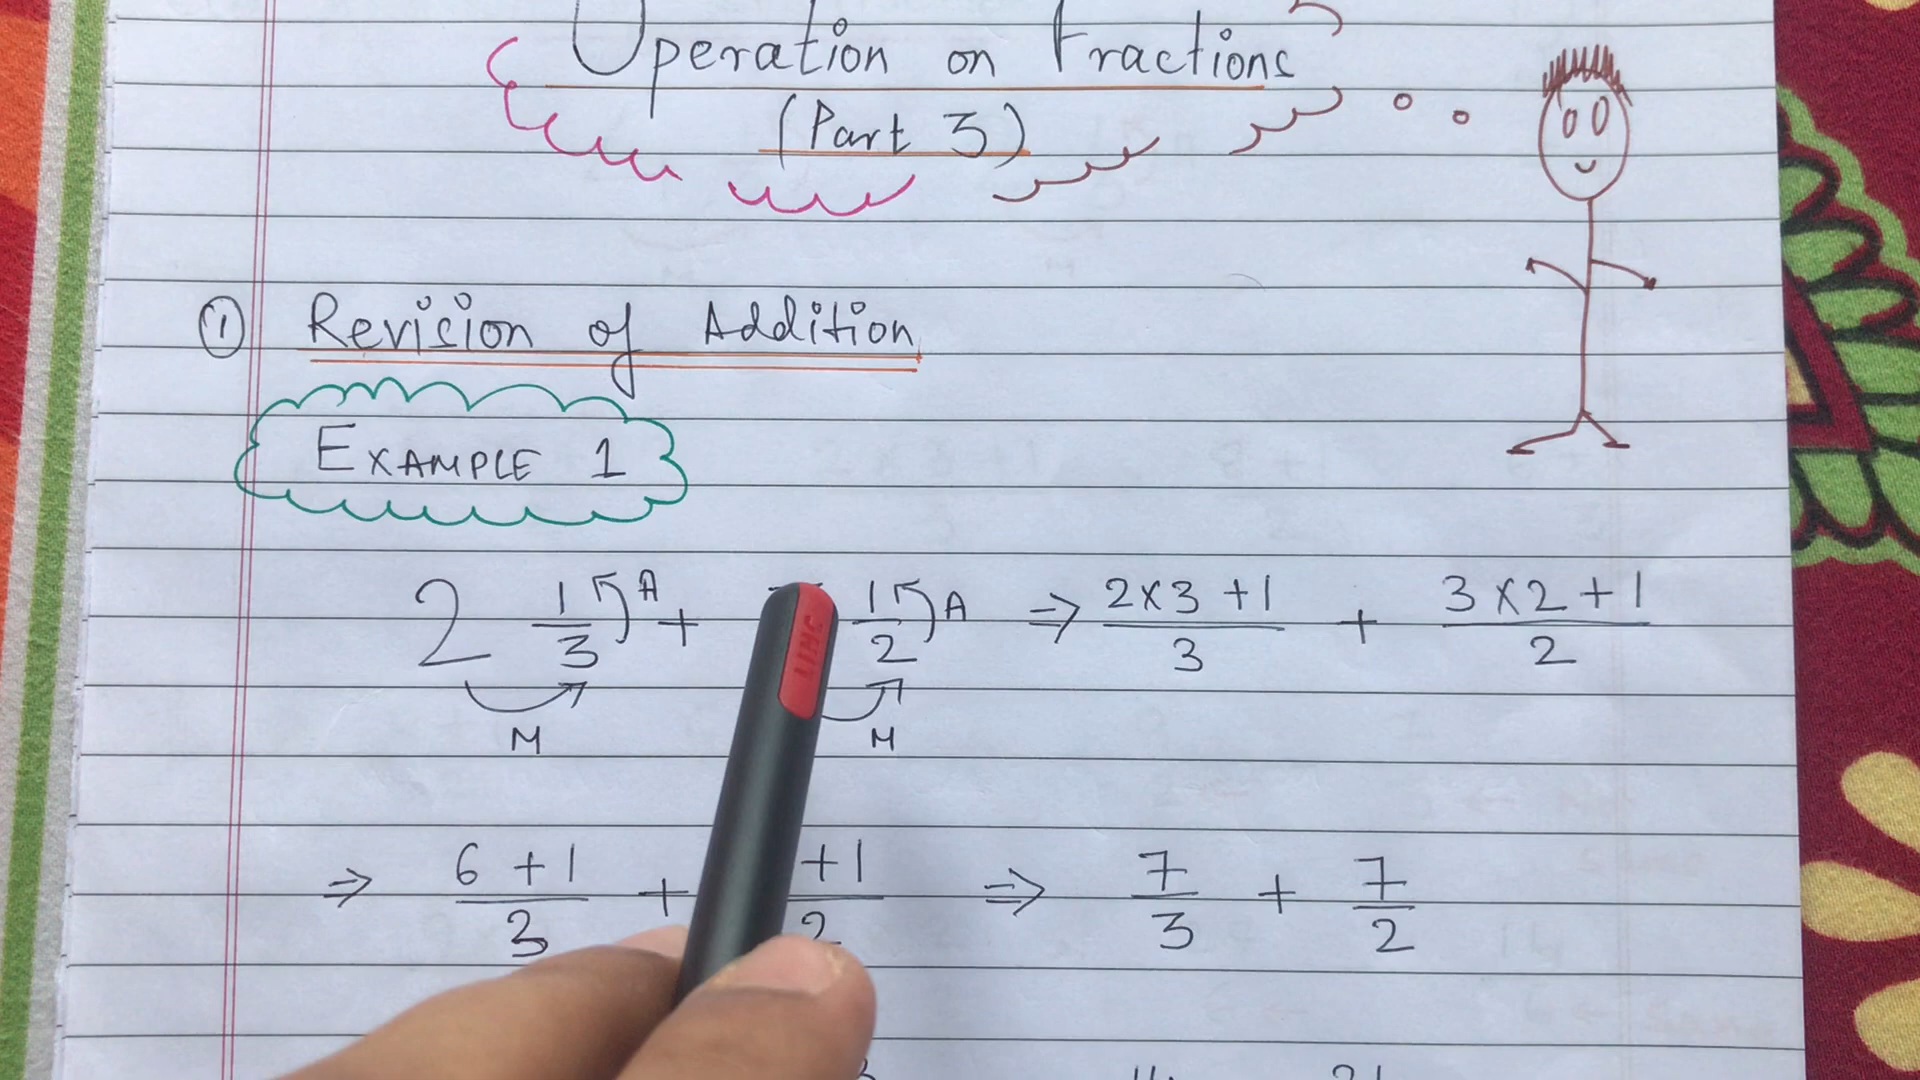 Operation on Fractions
(Part 3)
① Revision of Addition
EXAMPLE 1
2 1/3 A + 1/2 A ⇒ 2×3+1/3 + 3×2+1/2
M M
⇒ 6+1/3 + +1/2 ⇒ 7/3 + 7/2